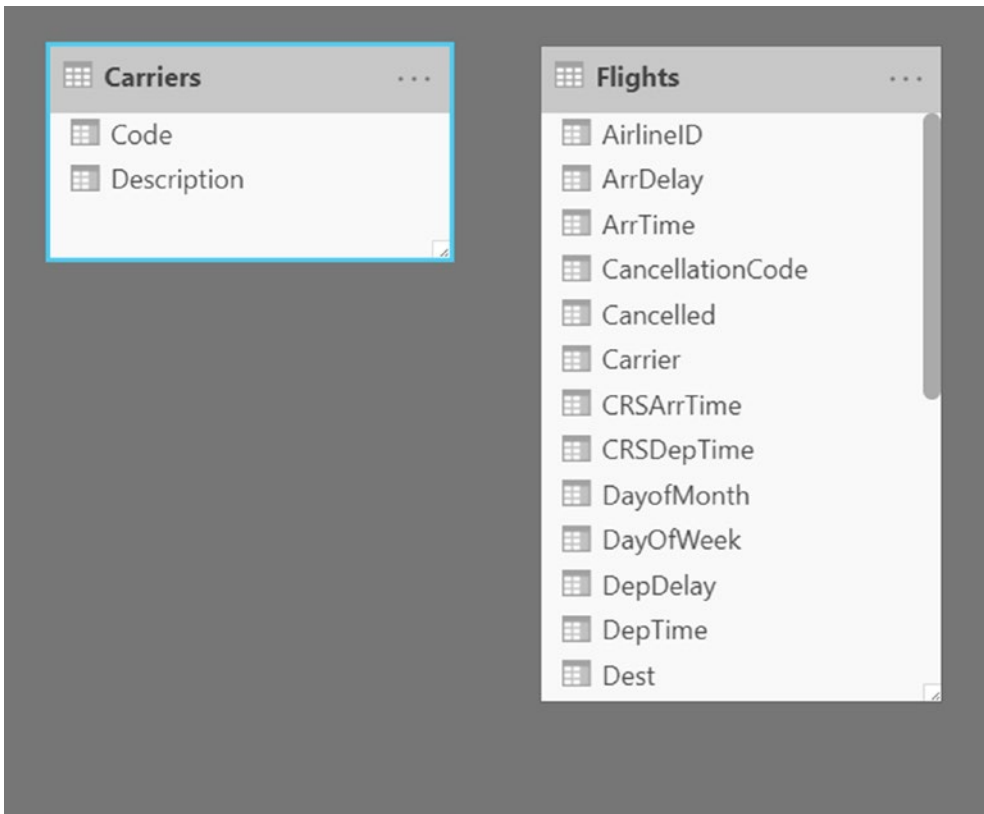 Carriers
Code
Description
Flights
AirlineID
ArrDelay
ArrTime
CancellationCode
Cancelled
Carrier
CRSArrTime
CRSDepTime
DayofMonth
DayOfWeek
DepDelay
DepTime
Dest